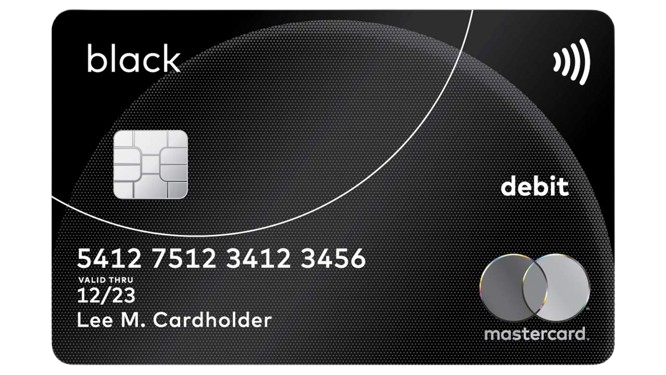 black
debit
5412 7512 3412 3456
VALID THRU
12/23
Lee M. Cardholder
mastercard.